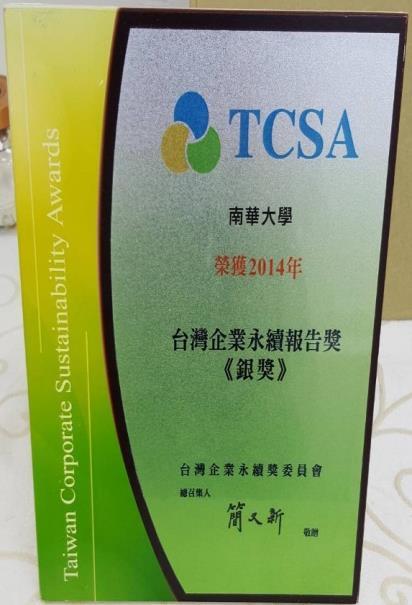 Taiwan Corporate Sustainability Awards
TCSA
南華大學
榮獲2014年
台灣企業永續報告獎
《銀獎》
台灣企業永續獎委員會
總召集人
簡又新
敬贈